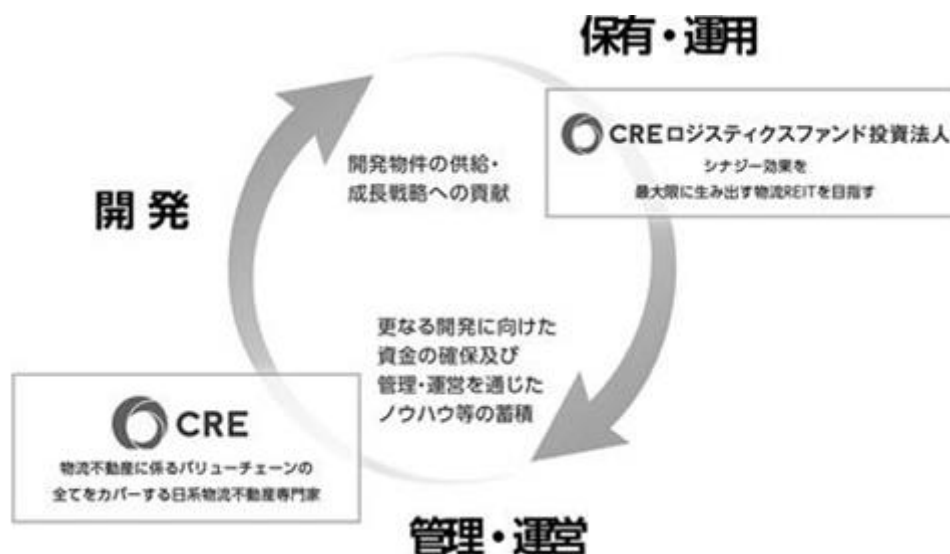 保有・運用
CREロジスティクスファンド投資法人
シナジー効果を
最大限に生み出す物流REITを目指す
開発物件の供給・
成長戦略への貢献
開発
更なる開発に向けた
資金の確保及び
管理・運営を通じた
ノウハウ等の蓄積
CRE
物流不動産に係るバリューチェーンの
全てをカバーする日系物流不動産専門家
管理・運営